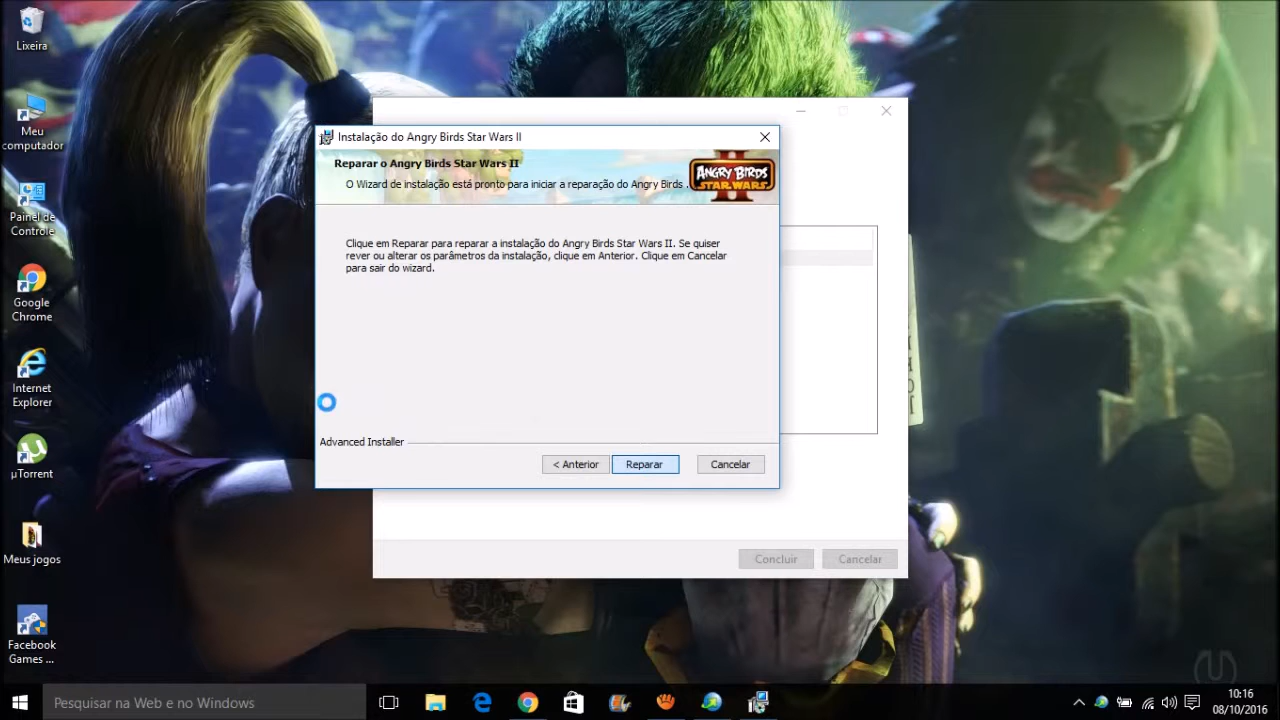 Lixeira
Meu
computador
Painel de
Controle
Google
Chrome
Internet
Explorer
µTorrent
Meus jogos
Facebook
Games ...
Instalação do Angry Birds Star Wars II
Reparar o Angry Birds Star Wars II
O Wizard de instalação está pronto para iniciar a reparação do Angry Birds .
ANGRY BIRDS
STAR WARS
II
Clique em Reparar para reparar a instalação do Angry Birds Star Wars II. Se quiser
rever ou alterar os parâmetros da instalação, clique em Anterior. Clique em Cancelar
para sair do wizard.
Advanced Installer
< Anterior
Reparar
Cancelar
Concluir
Cancelar
Pesquisar na Web e no Windows
10:16
08/10/2016